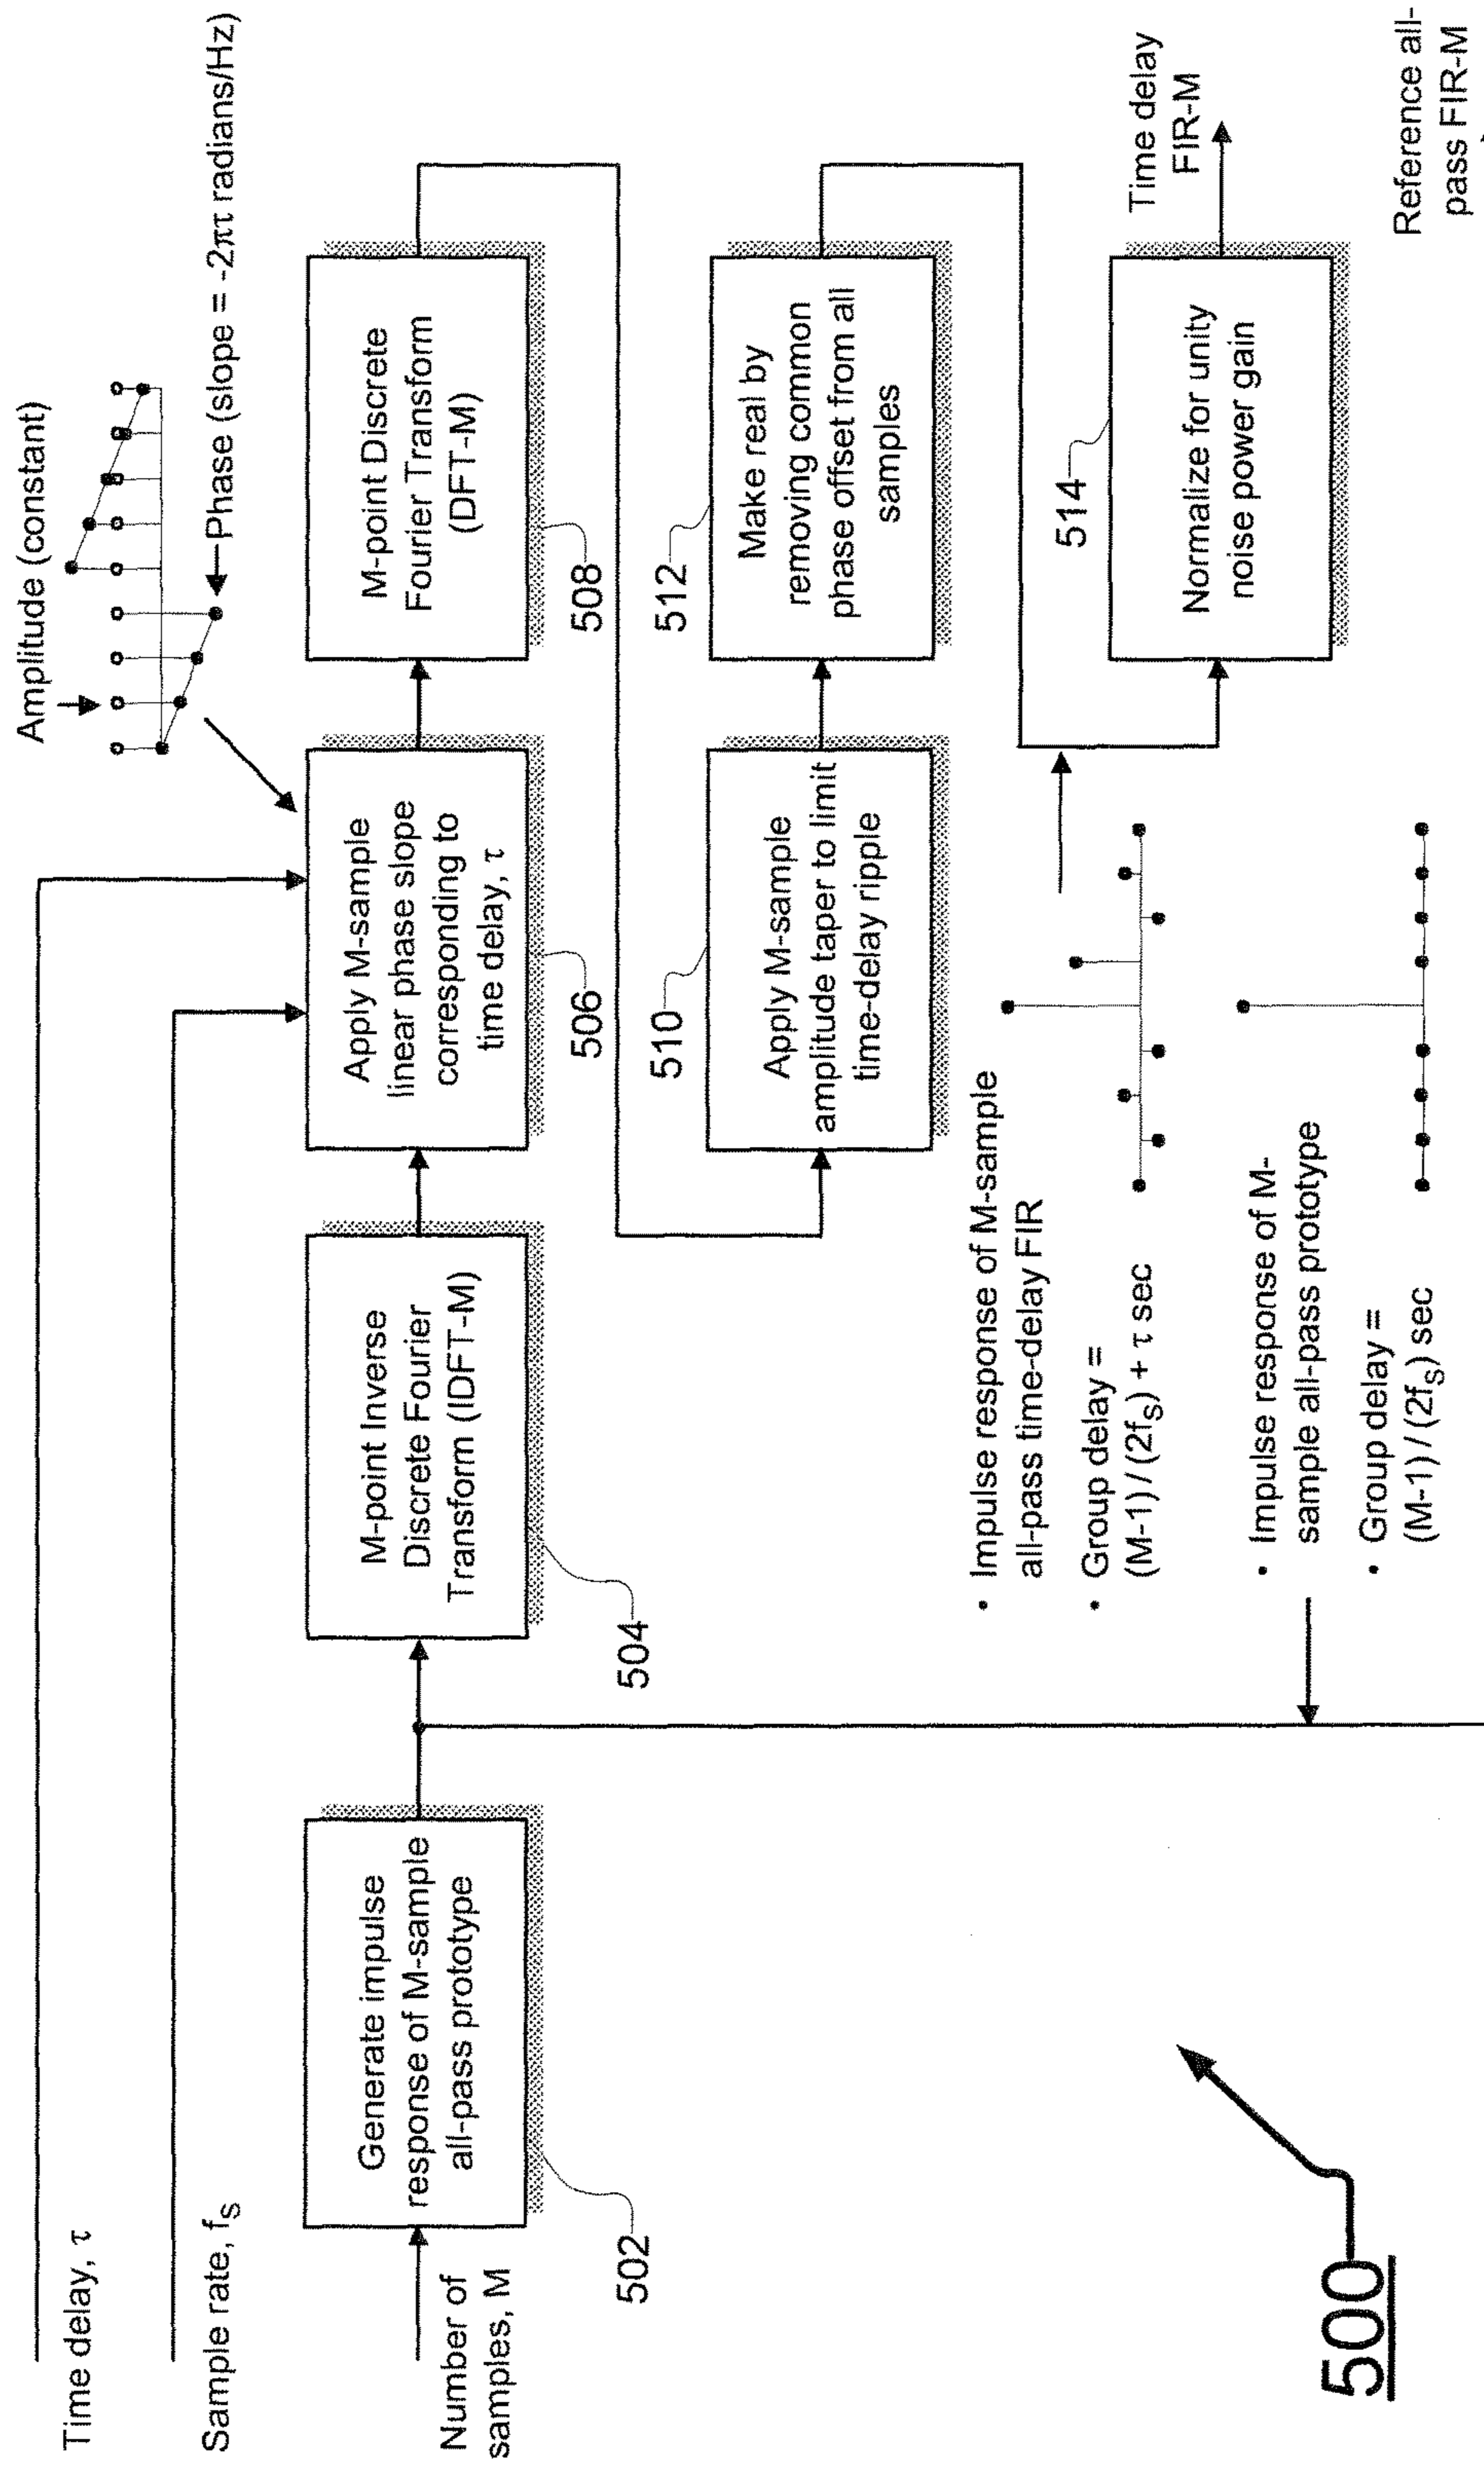 Time delay, τ
Sample rate, fS
Number of
samples, M
Generate impulse
response of M-sample
all-pass prototype
502
M-point Inverse
Discrete Fourier
Transform (IDFT-M)
504
Apply M-sample
linear phase slope
corresponding to
time delay, τ
506
Amplitude (constant)
Phase (slope = -2πτ radians/Hz)
M-point Discrete
Fourier Transform
(DFT-M)
508
510
Apply M-sample
amplitude taper to limit
time-delay ripple
512
Make real by
removing common
phase offset from all
samples
514
Normalize for unity
noise power gain
Time delay
FIR-M
• Impulse response of M-sample
all-pass time-delay FIR
• Group delay =
(M-1) / (2fS) + τ sec
• Impulse response of M-
sample all-pass prototype
• Group delay =
(M-1) / (2fS) sec
Reference all-
pass FIR-M
500